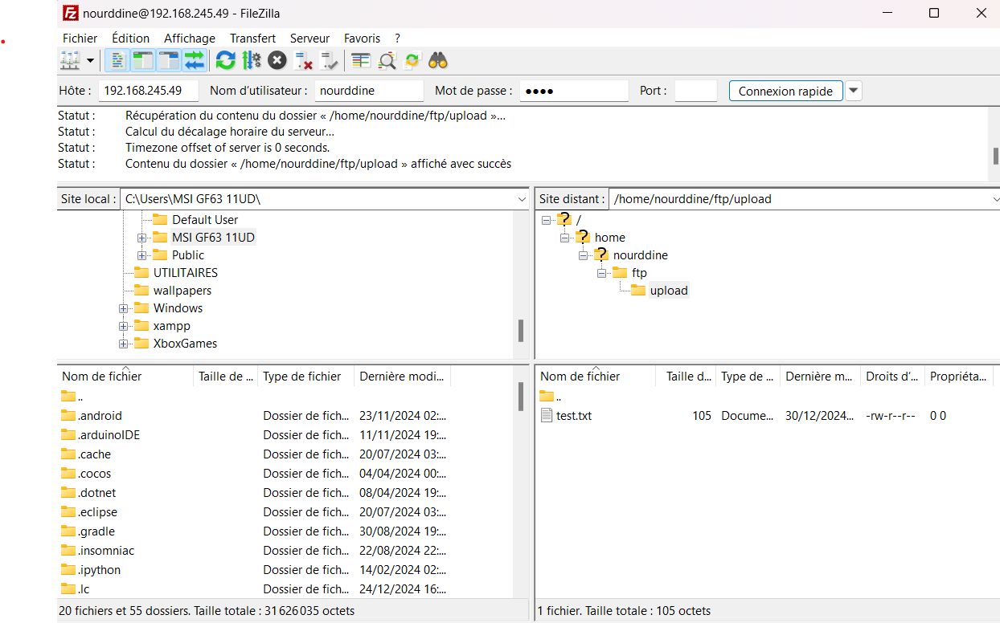 nourddine@192.168.245.49 - FileZilla
Fichier Édition Affichage Transfert Serveur Favoris ?
Hôte : 192.168.245.49 Nom d'utilisateur : nourddine Mot de passe : ●●●● Port : Connexion rapide
Statut : Récupération du contenu du dossier « /home/nourddine/ftp/upload »...
Statut : Calcul du décalage horaire du serveur...
Statut : Timezone offset of server is 0 seconds.
Statut : Contenu du dossier « /home/nourddine/ftp/upload » affiché avec succès
Site local : C:\Users\MSI GF63 11UD\
Default User
MSI GF63 11UD
Public
UTILITAIRES
wallpapers
Windows
xampp
XboxGames
Site distant : /home/nourddine/ftp/upload
/
home
nourddine
ftp
upload
Nom de fichier Taille de ... Type de fichier Dernière modi...
..
.android Dossier de fich... 23/11/2024 02:...
.arduinoIDE Dossier de fich... 11/11/2024 19:...
.cache Dossier de fich... 20/07/2024 03:...
.cocos Dossier de fich... 04/04/2024 00:...
.dotnet Dossier de fich... 08/04/2024 19:...
.eclipse Dossier de fich... 20/07/2024 03:...
.gradle Dossier de fich... 30/08/2024 19:...
.insomniac Dossier de fich... 22/08/2024 22:...
.ipython Dossier de fich... 14/02/2024 02:...
.lc Dossier de fich... 24/12/2024 16:...
20 fichiers et 55 dossiers. Taille totale : 31 626 035 octets
Nom de fichier Taille d... Type de ... Dernière m... Droits d'... Propriéta...
..
test.txt 105 Docume... 30/12/2024... -rw-r--r-- 0 0
1 fichier. Taille totale : 105 octets